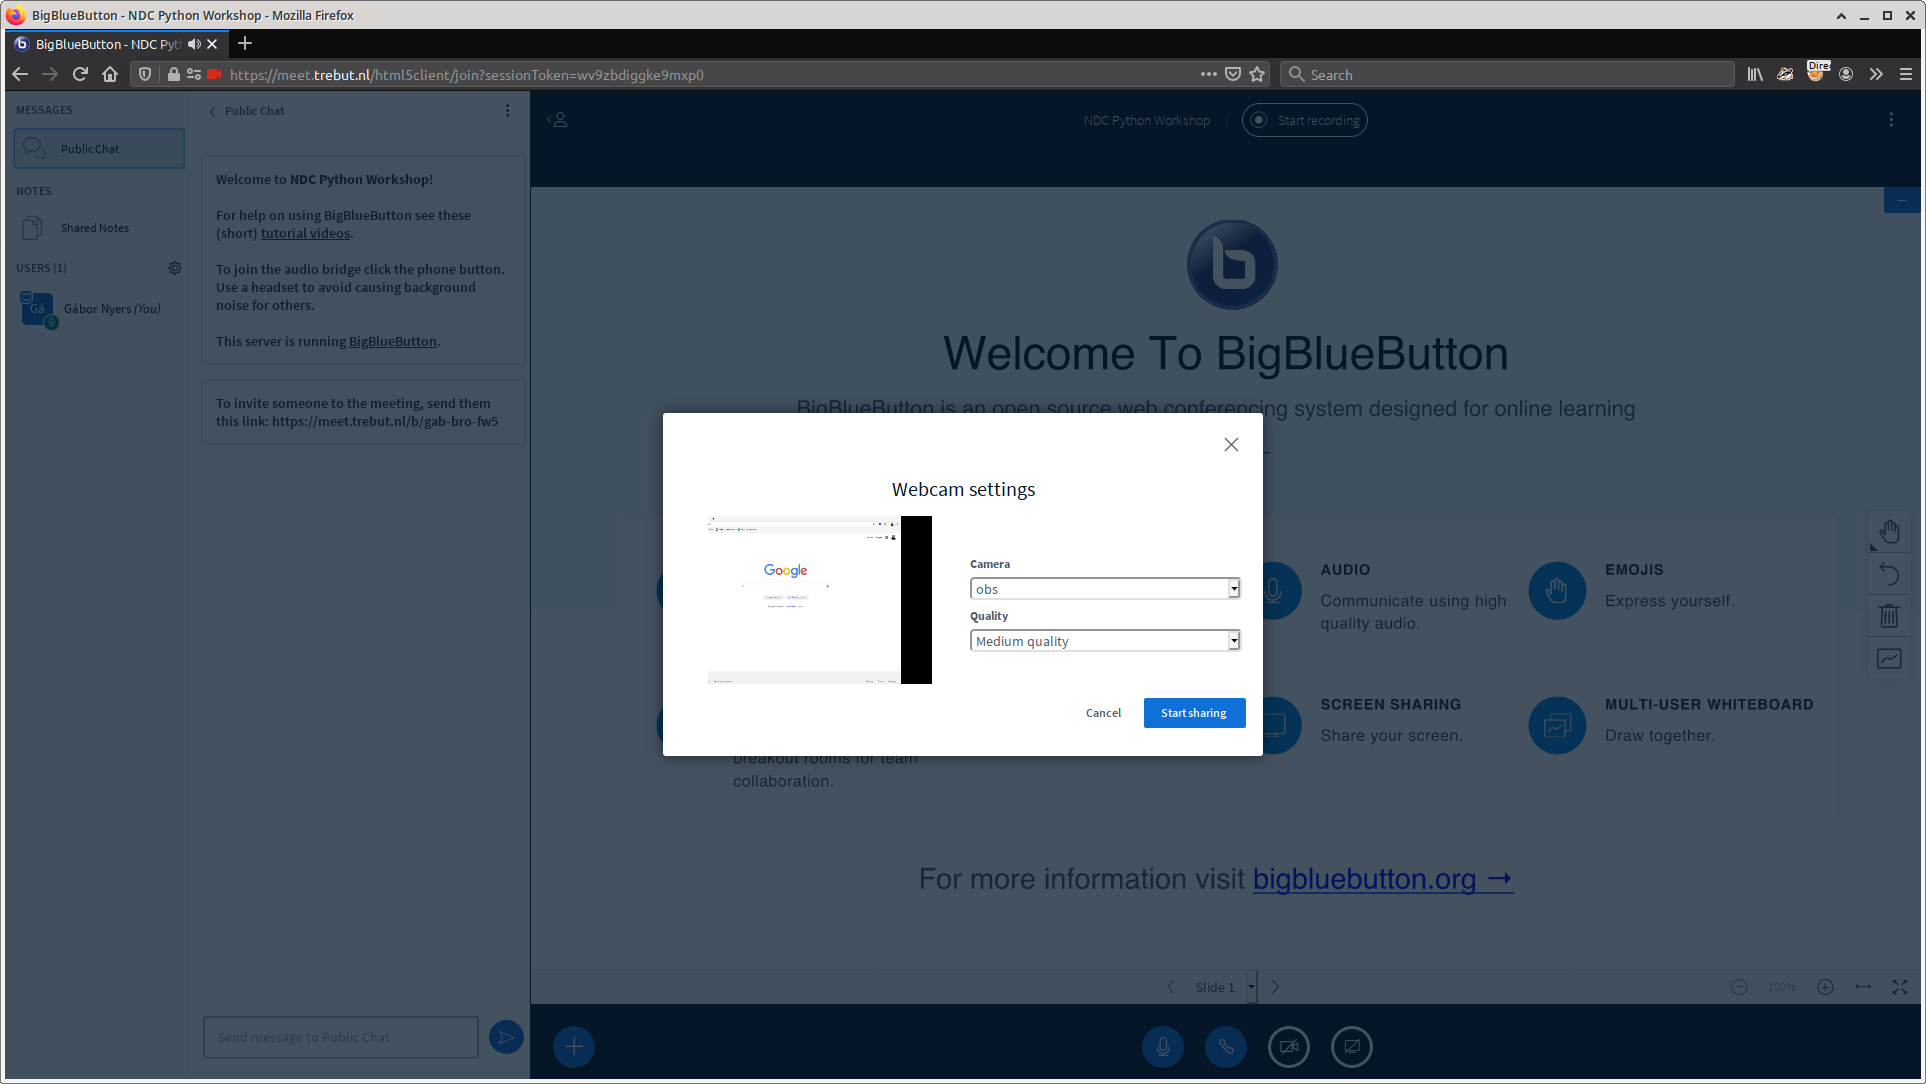 BigBlueButton - NDC Python Workshop - Mozilla Firefox
BigBlueButton - NDC Pyt
https://meet.trebut.nl/html5client/join?sessionToken=wv9zbdiggke9mxp0
Search
Dire
MESSAGES
Public Chat
NOTES
Shared Notes
USERS (1)
Gá
Gábor Nyers (You)
Public Chat
Welcome to NDC Python Workshop!
For help on using BigBlueButton see these
(short) tutorial videos.
To join the audio bridge click the phone button.
Use a headset to avoid causing background
noise for others.
This server is running BigBlueButton.
To invite someone to the meeting, send them
this link: https://meet.trebut.nl/b/gab-bro-fw5
Send message to Public Chat
NDC Python Workshop
Start recording
Welcome To BigBlueButton
BigBlueButton is an open source web conferencing system designed for online learning
Webcam settings
Google
Camera
obs
Quality
Medium quality
Cancel
Start sharing
AUDIO
Communicate using high
quality audio.
EMOJIS
Express yourself.
SCREEN SHARING
Share your screen.
MULTI-USER WHITEBOARD
Draw together.
breakout rooms for team
collaboration.
For more information visit bigbluebutton.org →
Slide 1
100%